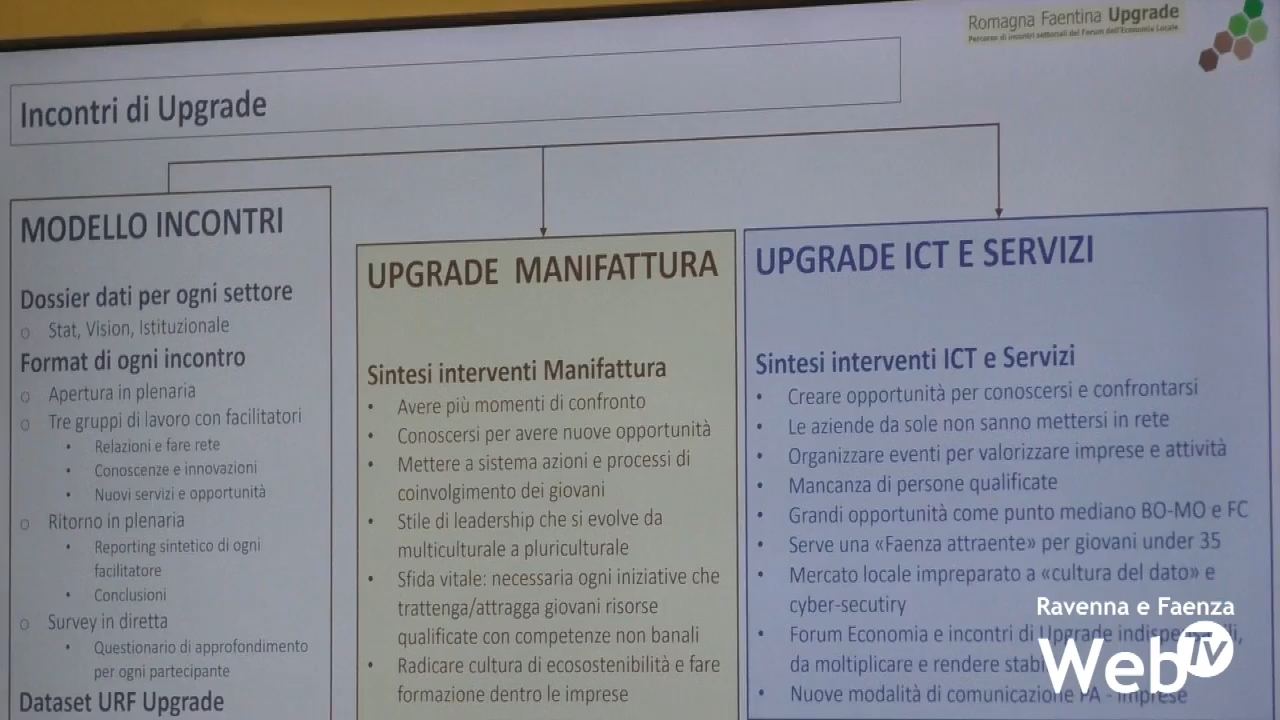 Romagna Faentina Upgrade
Percorso di incontri settoriali del Forum dell'Economia Locale
Incontri di Upgrade
MODELLO INCONTRI
Dossier dati per ogni settore
o Stat, Vision, Istituzionale
Format di ogni incontro
o Apertura in plenaria
o Tre gruppi di lavoro con facilitatori
• Relazioni e fare rete
• Conoscenze e innovazioni
• Nuovi servizi e opportunità
o Ritorno in plenaria
• Reporting sintetico di ogni
facilitatore
• Conclusioni
o Survey in diretta
• Questionario di approfondimento
per ogni partecipante
Dataset URF Upgrade
UPGRADE MANIFATTURA
Sintesi interventi Manifattura
• Avere più momenti di confronto
• Conoscersi per avere nuove opportunità
• Mettere a sistema azioni e processi di
coinvolgimento dei giovani
• Stile di leadership che si evolve da
multiculturale a pluriculturale
• Sfida vitale: necessaria ogni iniziative che
trattenga/attragga giovani risorse
qualificate con competenze non banali
• Radicare cultura di ecosostenibilità e fare
formazione dentro le imprese
UPGRADE ICT E SERVIZI
Sintesi interventi ICT e Servizi
• Creare opportunità per conoscersi e confrontarsi
• Le aziende da sole non sanno mettersi in rete
• Organizzare eventi per valorizzare imprese e attività
• Mancanza di persone qualificate
• Grandi opportunità come punto mediano BO-MO e FC
• Serve una «Faenza attraente» per giovani under 35
• Mercato locale impreparato a «cultura del dato» e
cyber-secutiry
• Forum Economia e incontri di Upgrade
da moltiplicare e rendere
• Nuove modalità di comunicazione PA - imprese
Ravenna e Faenza
Web TV